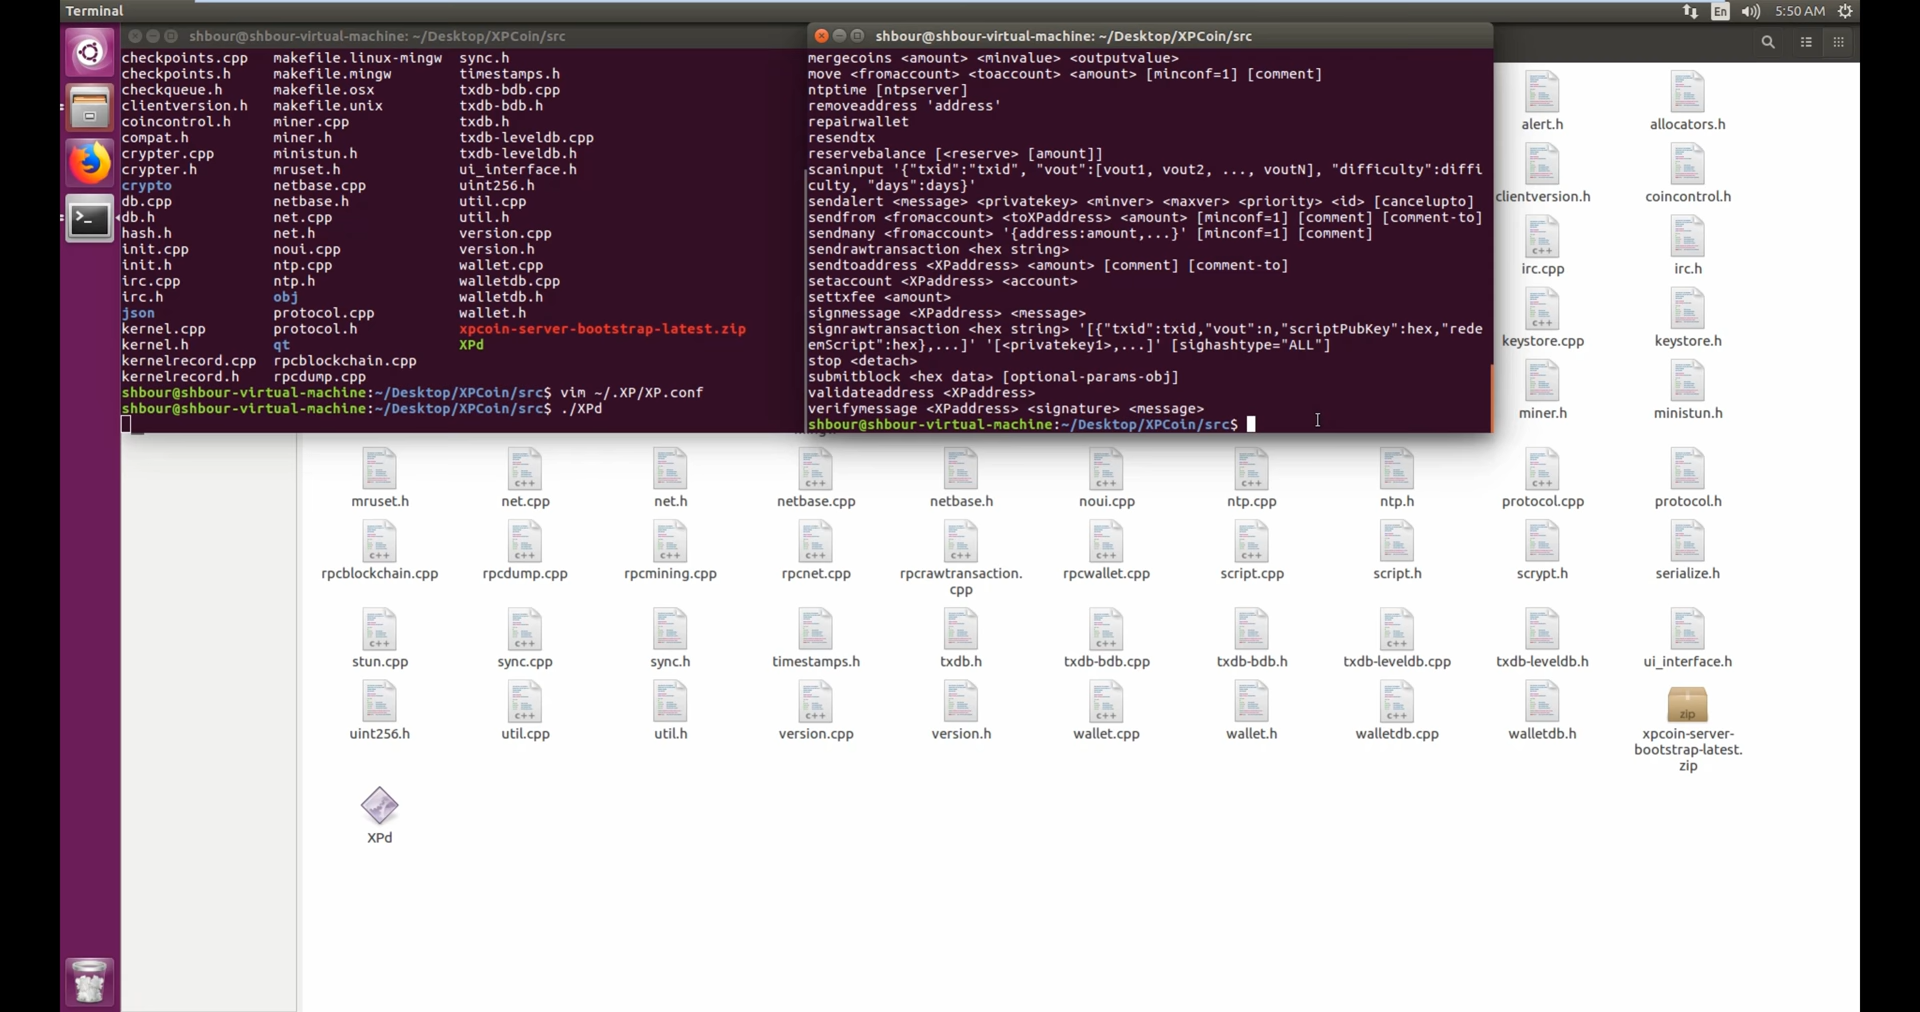 Terminal
En
5:50 AM
shbour@shbour-virtual-machine: ~/Desktop/XPCoin/src
checkpoints.cpp makefile.linux-mingw sync.h
checkpoints.h makefile.mingw timestamps.h
checkqueue.h makefile.osx txdb-bdb.cpp
clientversion.h makefile.unix txdb-bdb.h
coincontrol.h miner.cpp txdb.h
compat.h miner.h txdb-leveldb.cpp
crypter.cpp ministun.h txdb-leveldb.h
crypter.h mruset.h ui_interface.h
crypto netbase.cpp uint256.h
db.cpp netbase.h util.cpp
db.h net.cpp util.h
hash.h net.h version.cpp
init.cpp noui.cpp version.h
init.h ntp.cpp wallet.cpp
irc.cpp ntp.h walletdb.cpp
irc.h obj walletdb.h
json protocol.cpp wallet.h
kernel.cpp protocol.h xpcoin-server-bootstrap-latest.zip
kernel.h qt XPd
kernelrecord.cpp rpcblockchain.cpp
kernelrecord.h rpcdump.cpp
shbour@shbour-virtual-machine:~/Desktop/XPCoin/src$ vim ~/.XP/XP.conf
shbour@shbour-virtual-machine:~/Desktop/XPCoin/src$ ./XPd
shbour@shbour-virtual-machine: ~/Desktop/XPCoin/src
mergecoins <amount> <minvalue> <outputvalue>
move <fromaccount> <toaccount> <amount> [minconf=1] [comment]
ntptime [ntpserver]
removeaddress 'address'
repairwallet
resendtx
reservebalance [<reserve> [amount]]
scaninput '{"txid":"txid", "vout":[vout1, vout2, ..., voutN], "difficulty":diffi
culty, "days":days}'
sendalert <message> <privatekey> <minver> <maxver> <priority> <id> [cancelupto]
sendfrom <fromaccount> <toXPaddress> <amount> [minconf=1] [comment] [comment-to]
sendmany <fromaccount> '{address:amount,...}' [minconf=1] [comment]
sendrawtransaction <hex string>
sendtoaddress <XPaddress> <amount> [comment] [comment-to]
setaccount <XPaddress> <account>
settxfee <amount>
signmessage <XPaddress> <message>
signrawtransaction <hex string> '[{"txid":txid,"vout":n,"scriptPubKey":hex,"rede
emScript":hex},...]' '[<privatekey1>,...]' [sighashtype="ALL"]
stop <detach>
submitblock <hex data> [optional-params-obj]
validateaddress <XPaddress>
verifymessage <XPaddress> <signature> <message>
shbour@shbour-virtual-machine:~/Desktop/XPCoin/src$
alert.h allocators.h
clientversion.h coincontrol.h
c++
irc.cpp irc.h
c++
keystore.cpp keystore.h
miner.h ministun.h
c++ c++ c++ c++ c++
mruset.h net.cpp net.h netbase.cpp netbase.h noui.cpp ntp.cpp ntp.h protocol.cpp protocol.h
c++ c++ c++ c++ c++ c++ c++
rpcblockchain.cpp rpcdump.cpp rpcmining.cpp rpcnet.cpp rpcrawtransaction. rpcwallet.cpp script.cpp script.h scrypt.h serialize.h
cpp
c++ c++ c++ c++
stun.cpp sync.cpp sync.h timestamps.h txdb.h txdb-bdb.cpp txdb-bdb.h txdb-leveldb.cpp txdb-leveldb.h ui_interface.h
c++ c++ c++ c++ zip
uint256.h util.cpp util.h version.cpp version.h wallet.cpp wallet.h walletdb.cpp walletdb.h xpcoin-server-
bootstrap-latest.
zip
XPd